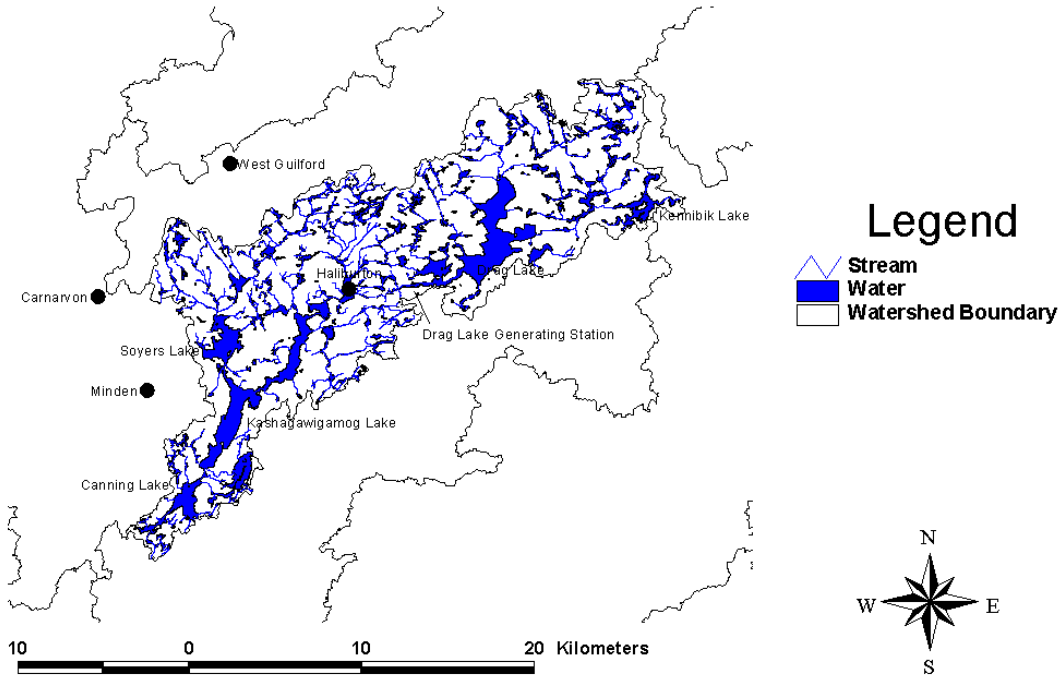 West Guilford
Kennibik Lake
Legend
Stream
Water
Watershed Boundary
Haliburton
Drag Lake
Carnarvon
Drag Lake Generating Station
Soyers Lake
Minden
Kashagawigamog Lake
Canning Lake
N
W E
S
10 0 10 20 Kilometers